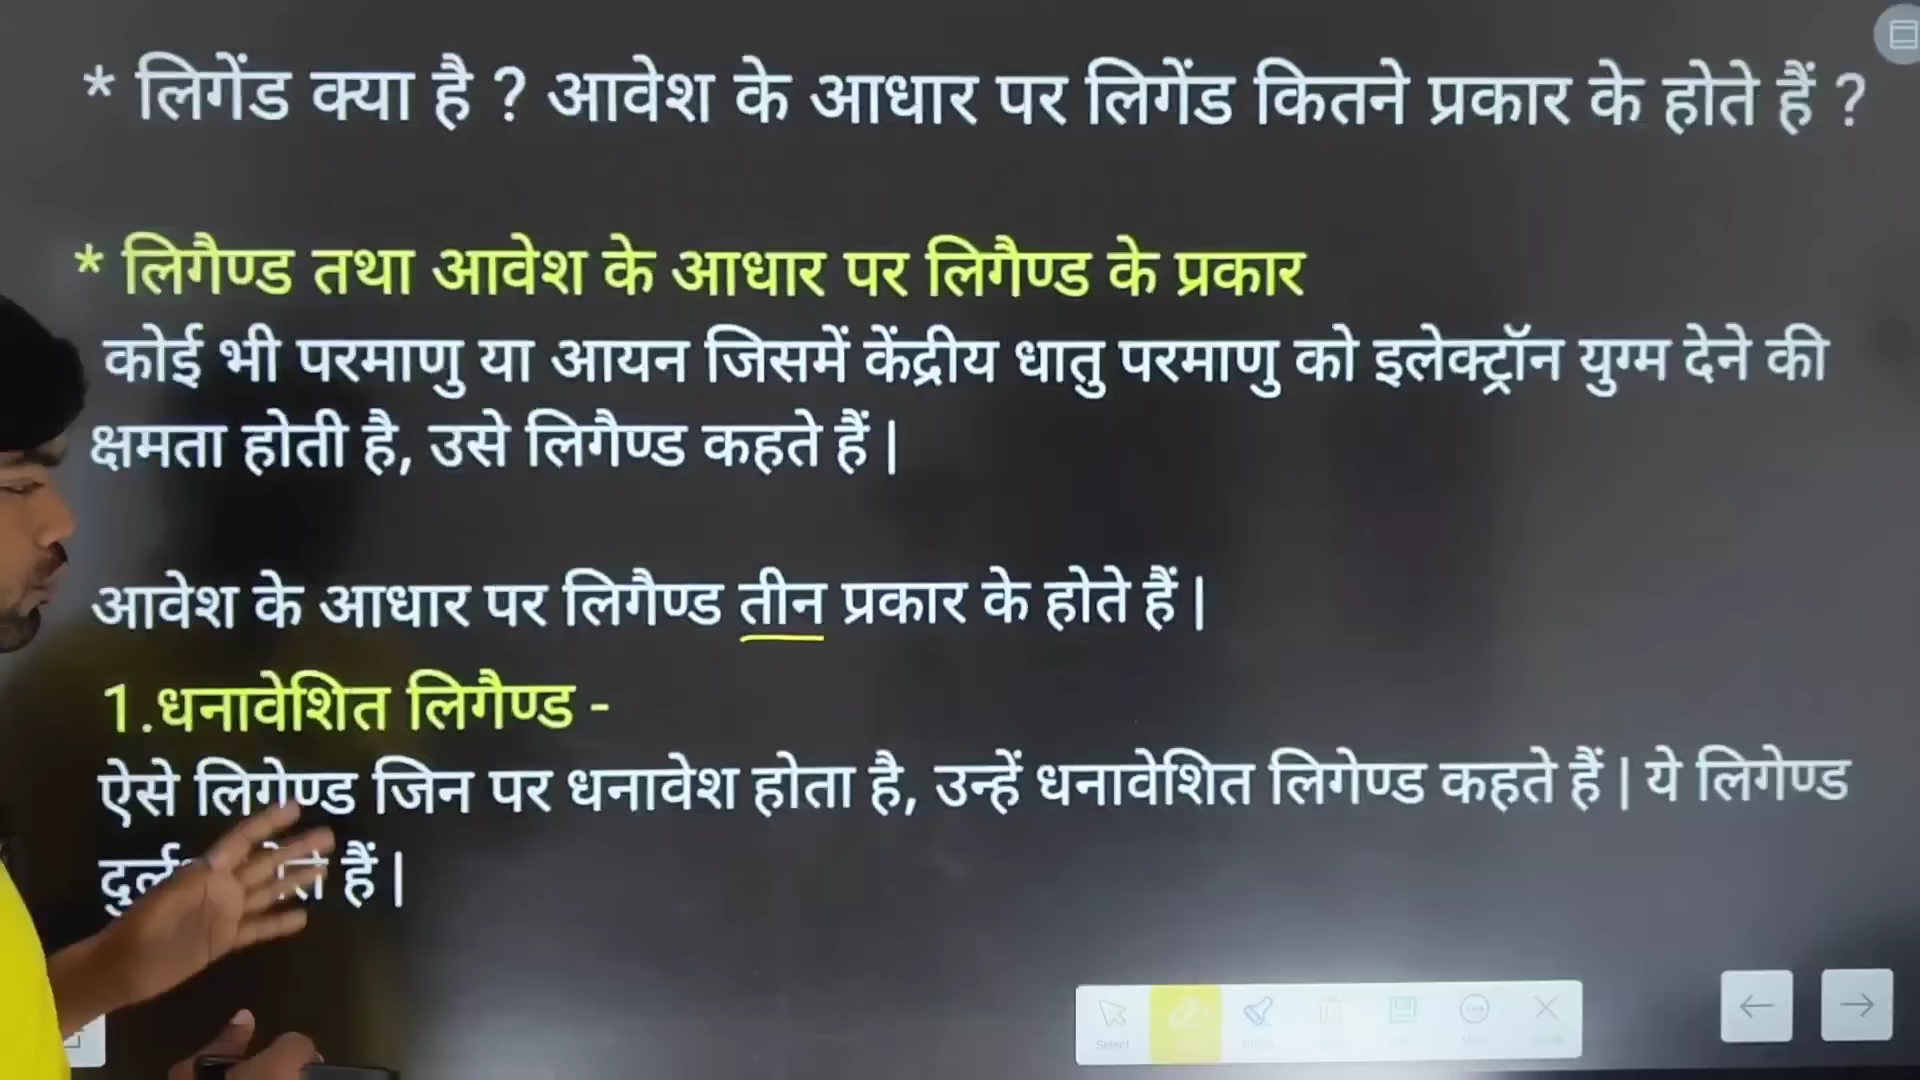 * लिगेंड क्या है ? आवेश के आधार पर लिगेंड कितने प्रकार के होते हैं ?
* लिगैण्ड तथा आवेश के आधार पर लिगैण्ड के प्रकार
कोई भी परमाणु या आयन जिसमें केंद्रीय धातु परमाणु को इलेक्ट्रॉन युग्म देने की
क्षमता होती है, उसे लिगैण्ड कहते हैं |
आवेश के आधार पर लिगैण्ड तीन प्रकार के होते हैं |
1.धनावेशित लिगैण्ड -
ऐसे लिगेण्ड जिन पर धनावेश होता है, उन्हें धनावेशित लिगेण्ड कहते हैं | ये लिगेण्ड
हैं |
Select